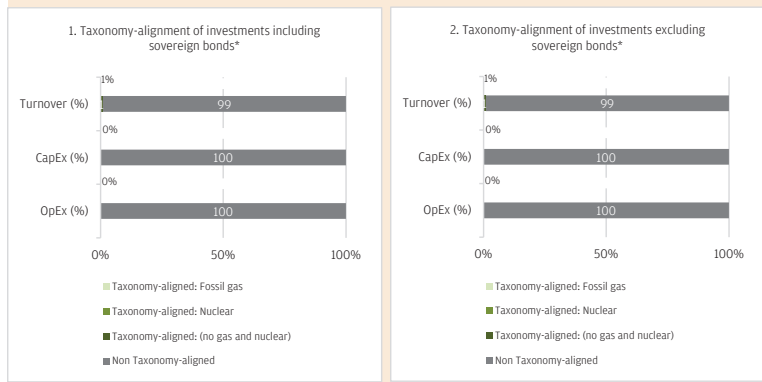 1. Taxonomy-alignment of investments including
sovereign bonds*
1%
Turnover (%)
99
0%
CapEx (%)
100
0%
OpEx (%)
100
0%
50%
100%
Taxonomy-aligned: Fossil gas
Taxonomy-aligned: Nuclear
Taxonomy-aligned: (no gas and nuclear)
Non Taxonomy-aligned
2. Taxonomy-alignment of investments excluding
sovereign bonds*
1%
Turnover (%)
99
0%
CapEx (%)
100
0%
OpEx (%)
100
0%
50%
100%
Taxonomy-aligned: Fossil gas
Taxonomy-aligned: Nuclear
Taxonomy-aligned: (no gas and nuclear)
Non Taxonomy-aligned